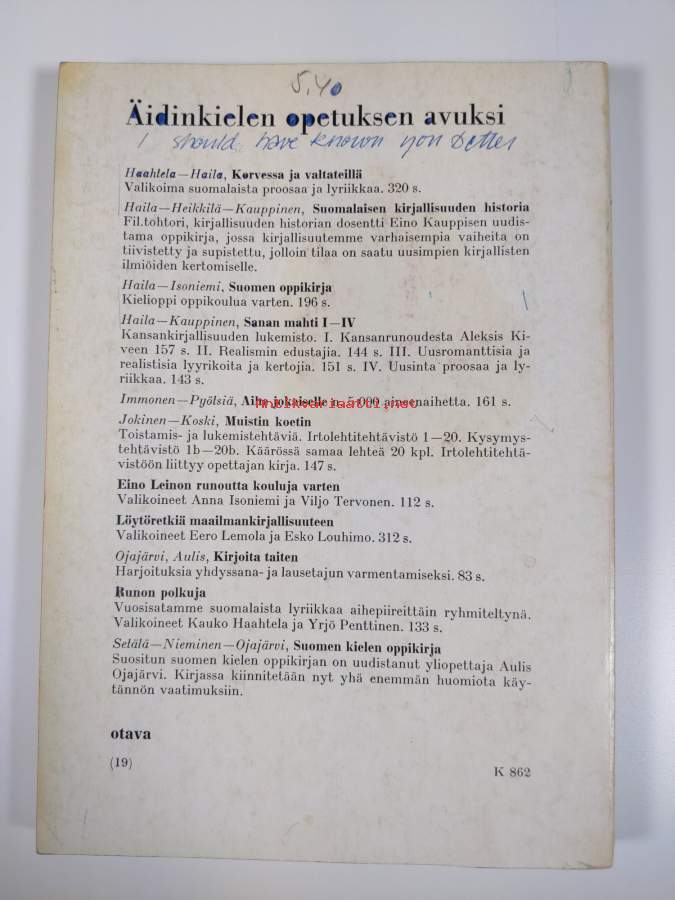 5.40
Äidinkielen opetuksen avuksi
I should have known you better
Haahtela—Haila, Korvessa ja valtateillä
Valikoima suomalaista proosaa ja lyriikkaa. 320 s.
Haila—Heikkilä—Kauppinen, Suomalaisen kirjallisuuden historia
Fil.tohtori, kirjallisuuden historian dosentti Eino Kauppisen uudis-
tama oppikirja, jossa kirjallisuutemme varhaisempia vaiheita on
tiivistetty ja supistettu, jolloin tilaa on saatu uusimpien kirjallisten
ilmiöiden kertomiselle.
Haila—Isoniemi, Suomen oppikirja
Kielioppi oppikoulua varten. 196 s.
Haila—Kauppinen, Sanan mahti I—IV
Kansankirjallisuuden lukemisto. I. Kansanrunoudesta Aleksis Ki-
veen 157 s. II. Realismin edustajia. 144 s. III. Uusromanttisia ja
realistisia lyyrikoita ja kertojia. 151 s. IV. Uusinta proosaa ja ly-
riikkaa. 143 s.
Immonen—Pyötsiä, Aihe jokaiselle n. 5 000 aineenaihetta. 161 s.
Antikvariaatti.net
Jokinen—Koski, Muistin koetin
Toistamis- ja lukemistehtäviä. Irtolehtitehtävistö 1—20. Kysymys-
tehtävistö 1b—20b. Käärössä samaa lehteä 20 kpl. Irtolehtitehtä-
vistöön liittyy opettajan kirja. 147 s.
Eino Leinon runoutta kouluja varten
Valikoineet Anna Isoniemi ja Viljo Tervonen. 112 s.
Löytöretkiä maailmankirjallisuuteen
Valikoineet Eero Lemola ja Esko Louhimo. 312 s.
Ojajärvi, Aulis, Kirjoita taiten
Harjoituksia yhdyssana- ja lausetajun varmentamiseksi. 83 s.
Runon polkuja
Vuosisatamme suomalaista lyriikkaa aihepiireittäin ryhmiteltynä.
Valikoineet Kauko Haahtela ja Yrjö Penttinen. 133 s.
Setälä—Nieminen—Ojajärvi, Suomen kielen oppikirja
Suositun suomen kielen oppikirjan on uudistanut yliopettaja Aulis
Ojajärvi. Kirjassa kiinnitetään nyt yhä enemmän huomiota käy-
tännön vaatimuksiin.
otava
(19)
K 862